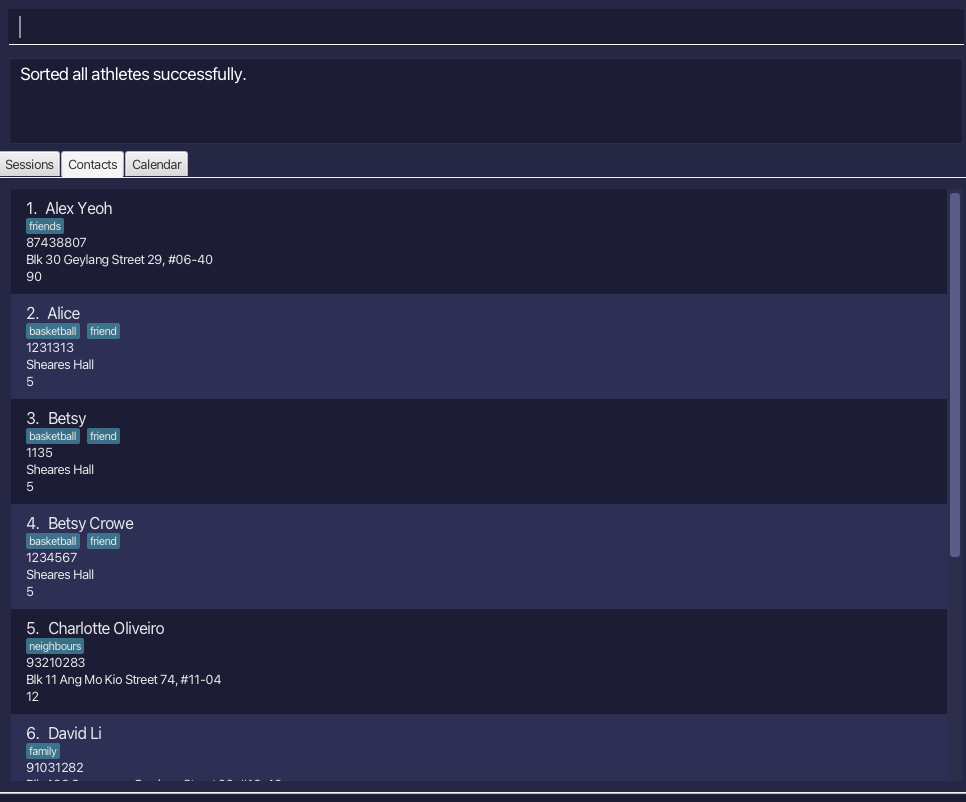 Sorted all athletes successfully.
Sessions Contacts Calendar
1. Alex Yeoh
friends
87438807
Blk 30 Geylang Street 29, #06-40
90
2. Alice
basketball friend
1231313
Sheares Hall
5
3. Betsy
basketball friend
1135
Sheares Hall
5
4. Betsy Crowe
basketball friend
1234567
Sheares Hall
5
5. Charlotte Oliveiro
neighbours
93210283
Blk 11 Ang Mo Kio Street 74, #11-04
12
6. David Li
family
91031282